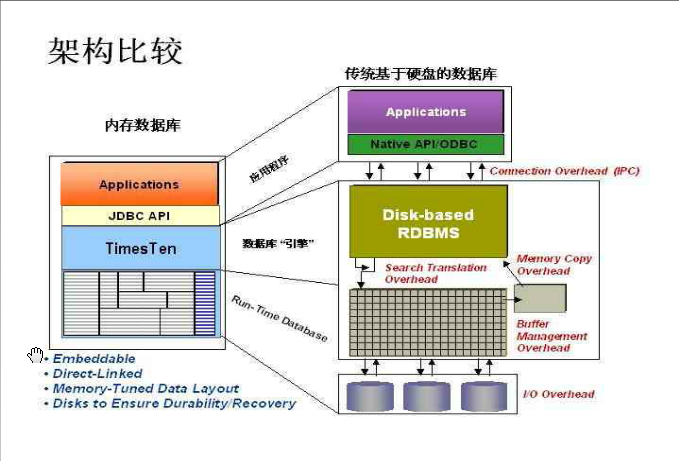 架构比较
传统基于硬盘的数据库
内存数据库
Applications
Native API/ODBC
应用程序
Connection Overhead (IPC)
Applications
JDBC API
TimesTen
数据库 “引擎”
Disk-based
RDBMS
Search Translation
Overhead
Memory Copy
Overhead
Run-Time Database
Buffer
Management
Overhead
• Embeddable
• Direct-Linked
• Memory-Tuned Data Layout
• Disks to Ensure Durability/Recovery
I/O Overhead